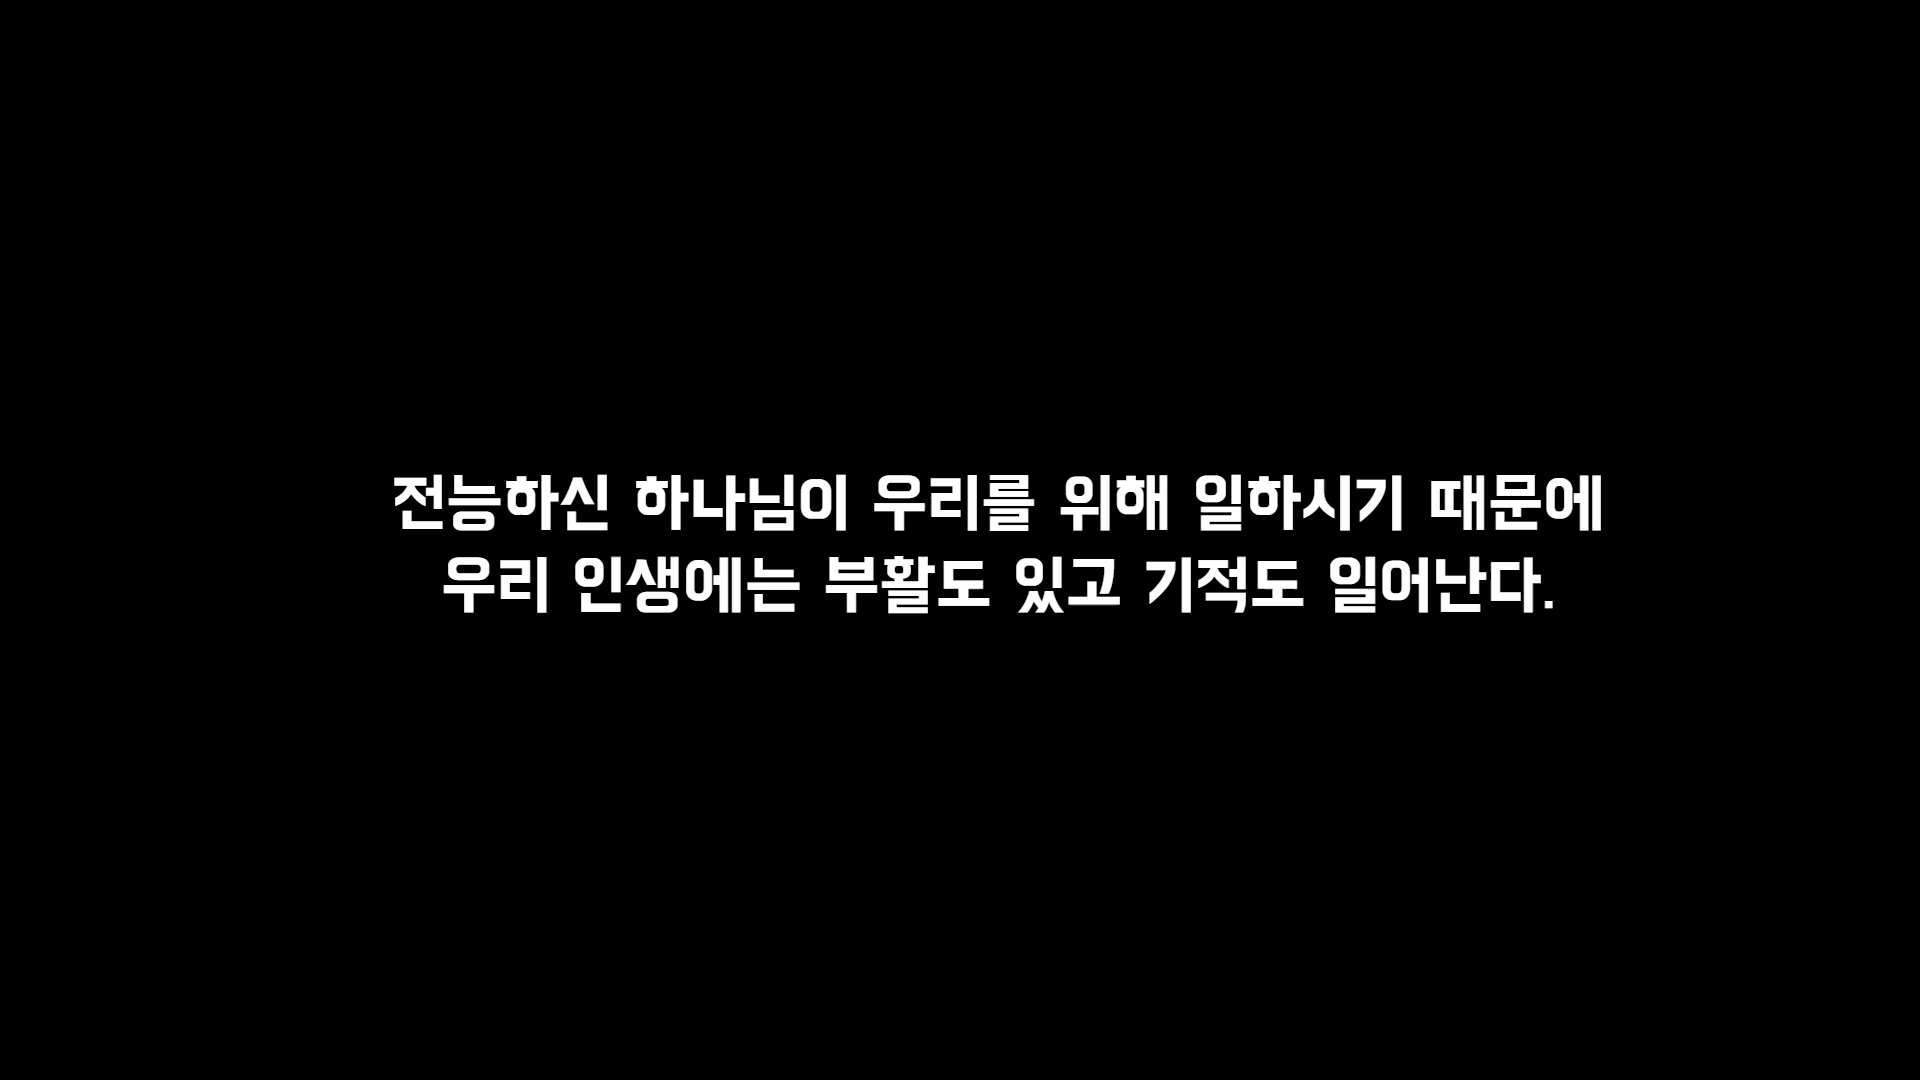 전능하신 하나님이 우리를 위해 일하시기 때문에
우리 인생에는 부활도 있고 기적도 일어난다.